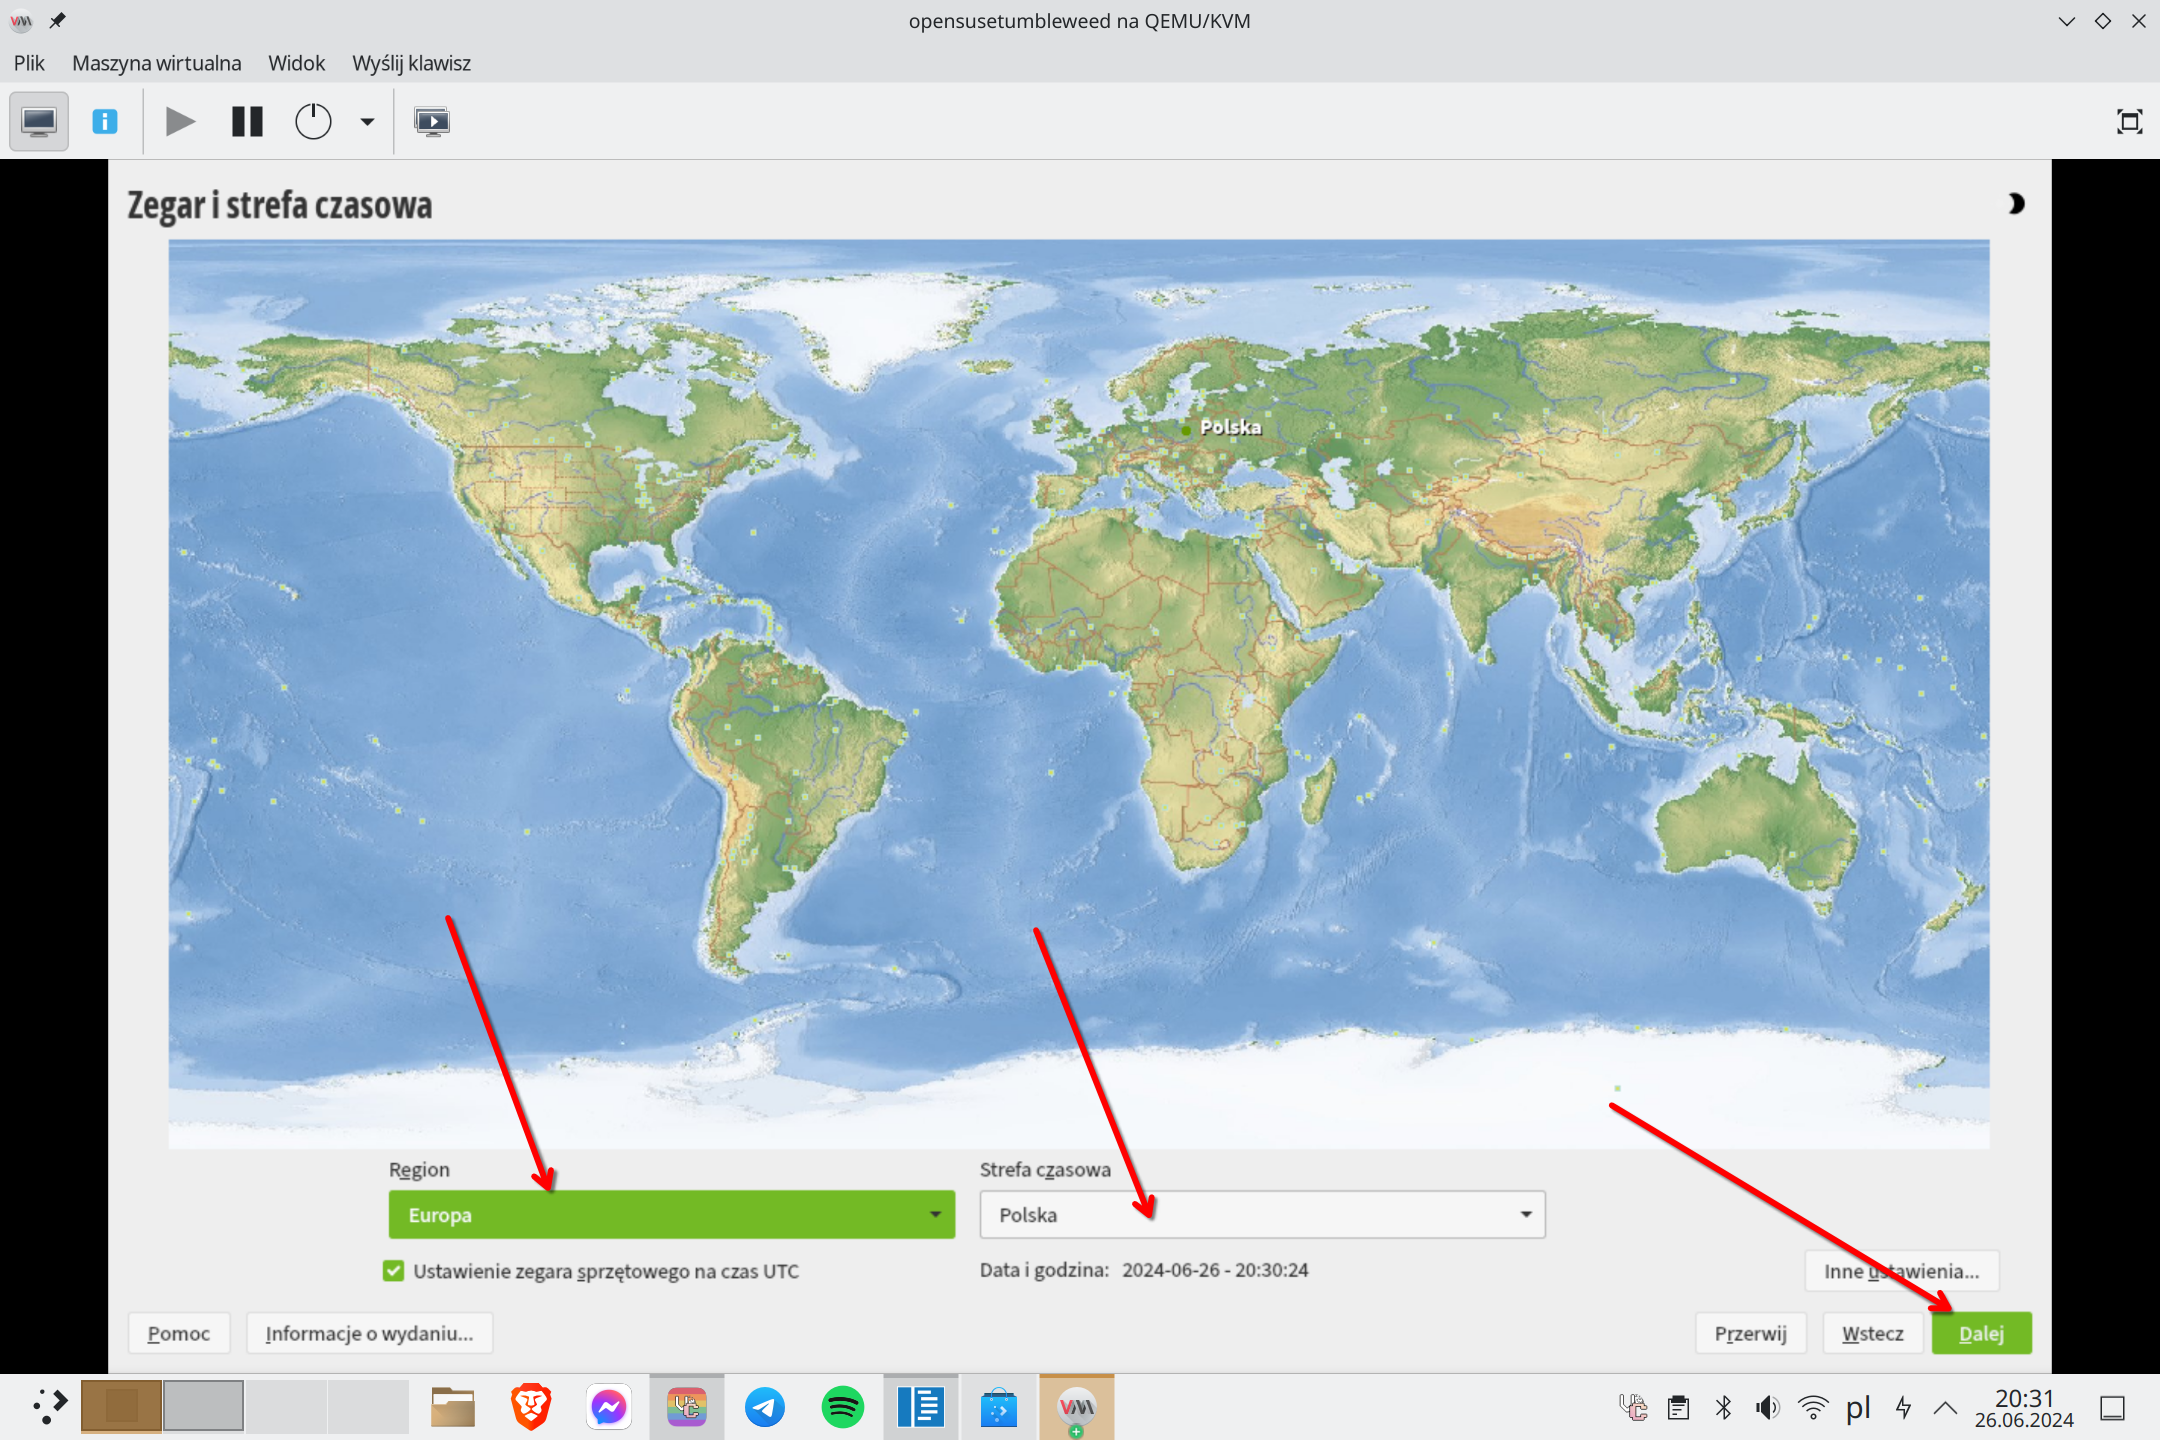 opensusetumbleweed na QEMU/KVM
Plik Maszyna wirtualna Widok Wyślij klawisz
Zegar i strefa czasowa
Polska
Region Strefa czasowa
Europa Polska
Ustawienie zegara sprzętowego na czas UTC Data i godzina: 2024-06-26 - 20:30:24
Inne ustawienia...
Pomoc Informacje o wydaniu... Przerwij Wstecz Dalej
pl 20:31
26.06.2024